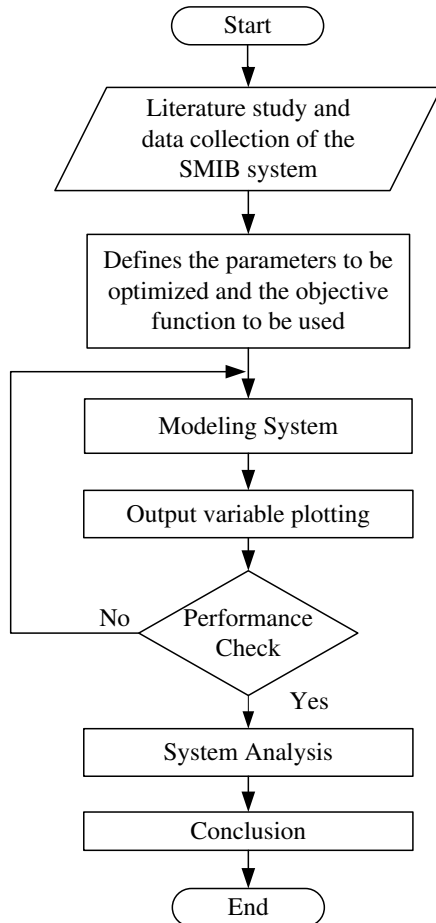 Start
Literature study and
data collection of the
SMIB system
Defines the parameters to be
optimized and the objective
function to be used
Modeling System
Output variable plotting
No
Performance
Check
Yes
System Analysis
Conclusion
End